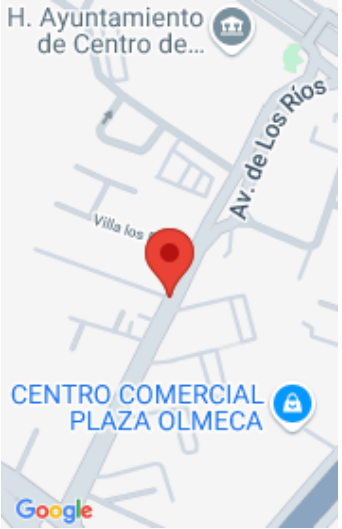 H. Ayuntamiento
de Centro de...
Av. de Los Ríos
Villa los
CENTRO COMERCIAL
PLAZA OLMECA
Google